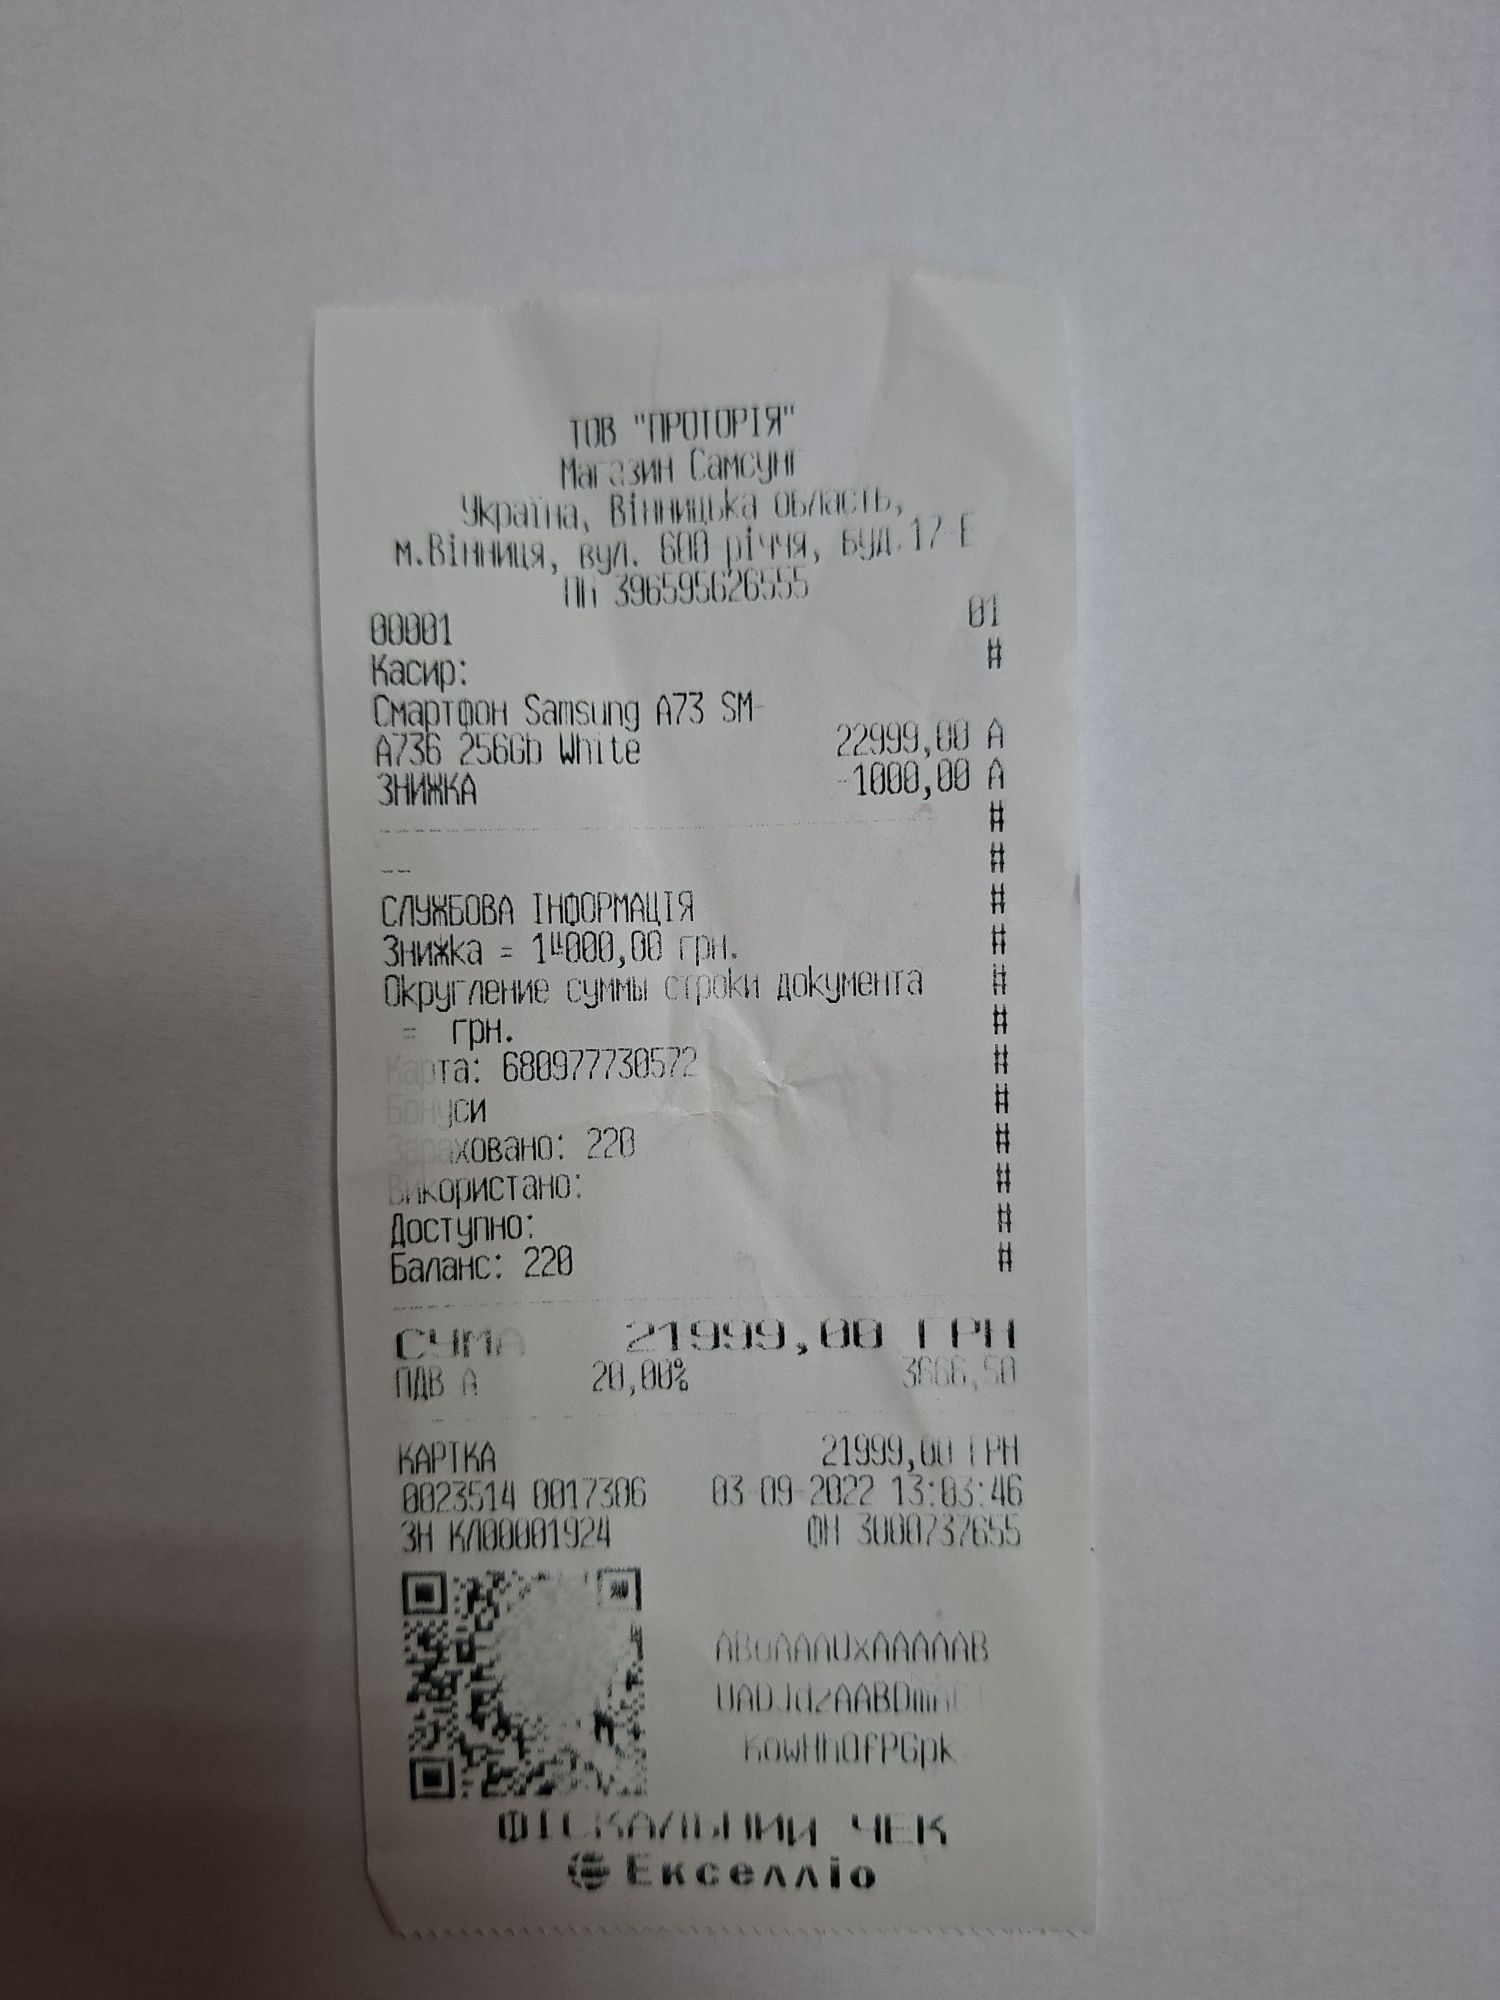 ТОВ "ПРОТОРІЯ"
Магазин Самсунг
Україна, Вінницька область,
м.Вінниця, вул. 600-річчя, буд.17-Е
ПН 396595626555
00001 01
Касир: #
Смартфон Samsung A73 SM-
A736 256Gb White 22999,00 А
ЗНИЖКА -1000,00 А
#
-- #
СЛУЖБОВА ІНФОРМАЦІЯ #
Знижка = 1 000,00 грн. #
Округление суммы строки документа #
= грн. #
Карта: 680977730572 #
Бонуси #
Зараховано: 220 #
Використано: #
Доступно: #
Баланс: 220 #
СУМА 21999,00 ГРН
ПДВ А 20,00% 3666,50
КАРТКА 21999,00 ГРН
0023514 0017306 03-09-2022 13:03:46
ЗН КЛ00001924 ФН 3000737655
KowHhOfPGpk
ФІСКАЛЬНИЙ ЧЕК
Екселліо